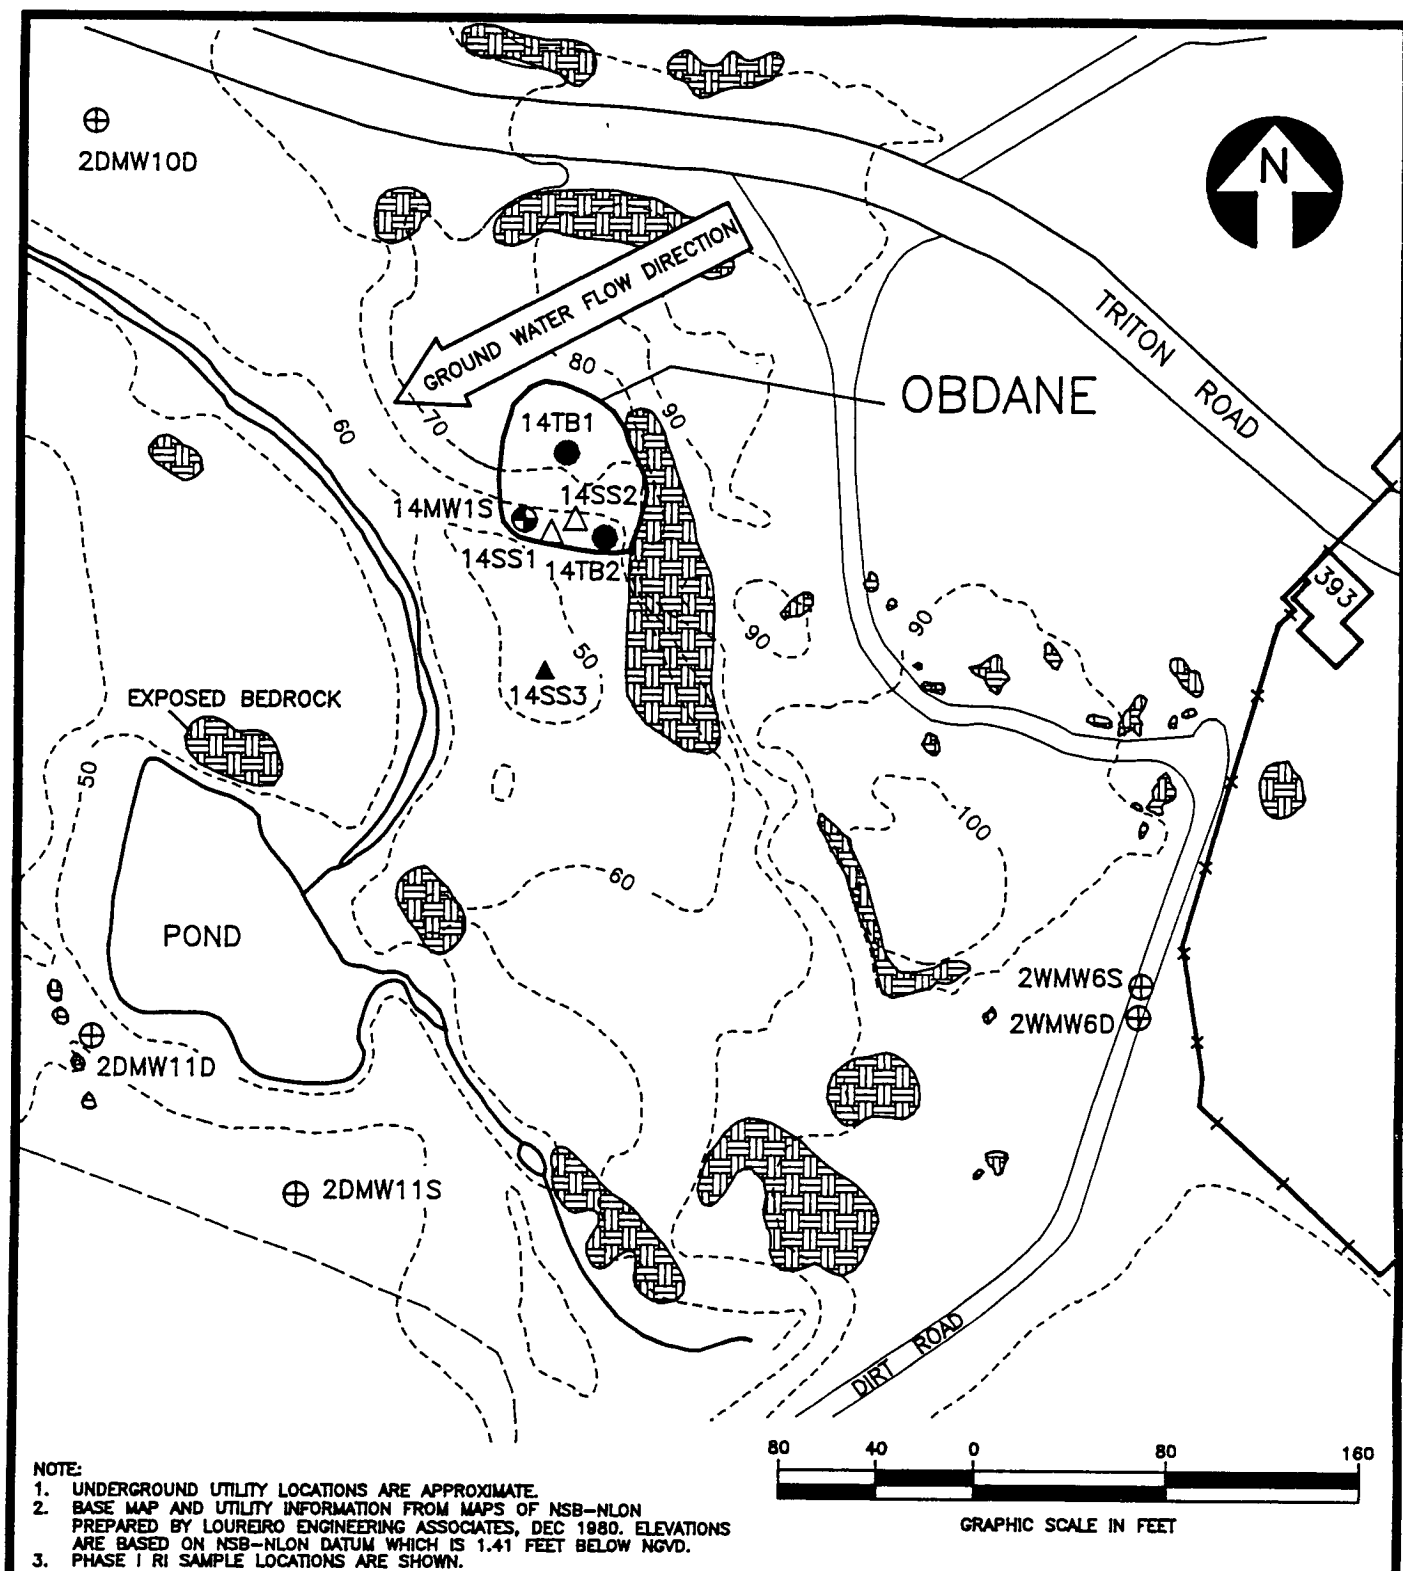 N
2DMW10D
GROUND WATER FLOW DIRECTION
TRITON ROAD
80
90
OBDANE
60
70
14TB1
14SS2
14MW1S
14SS1
14TB2
393
90
90
50
14SS3
EXPOSED BEDROCK
50
100
60
POND
2WMW6S
2WMW6D
2DMW11D
2DMW11S
DIRT ROAD
80 40 0 80 160
GRAPHIC SCALE IN FEET
NOTE:
1. UNDERGROUND UTILITY LOCATIONS ARE APPROXIMATE.
2. BASE MAP AND UTILITY INFORMATION FROM MAPS OF NSB-NLON
PREPARED BY LOUREIRO ENGINEERING ASSOCIATES, DEC 1980. ELEVATIONS
ARE BASED ON NSB-NLON DATUM WHICH IS 1.41 FEET BELOW NGVD.
3. PHASE I RI SAMPLE LOCATIONS ARE SHOWN.